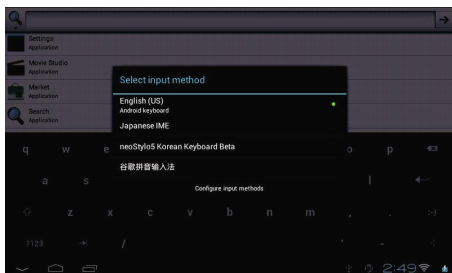 Settings
Application
Movie Studio
Application
Market
Application
Search
Application
Select input method
English (US)
Android keyboard
Japanese IME
neoStylo5 Korean Keyboard Beta
谷歌拼音输入法
Configure input methods
q w e o p
a s l
z x c v b n m , . :-)
?123 / ' -
2:49